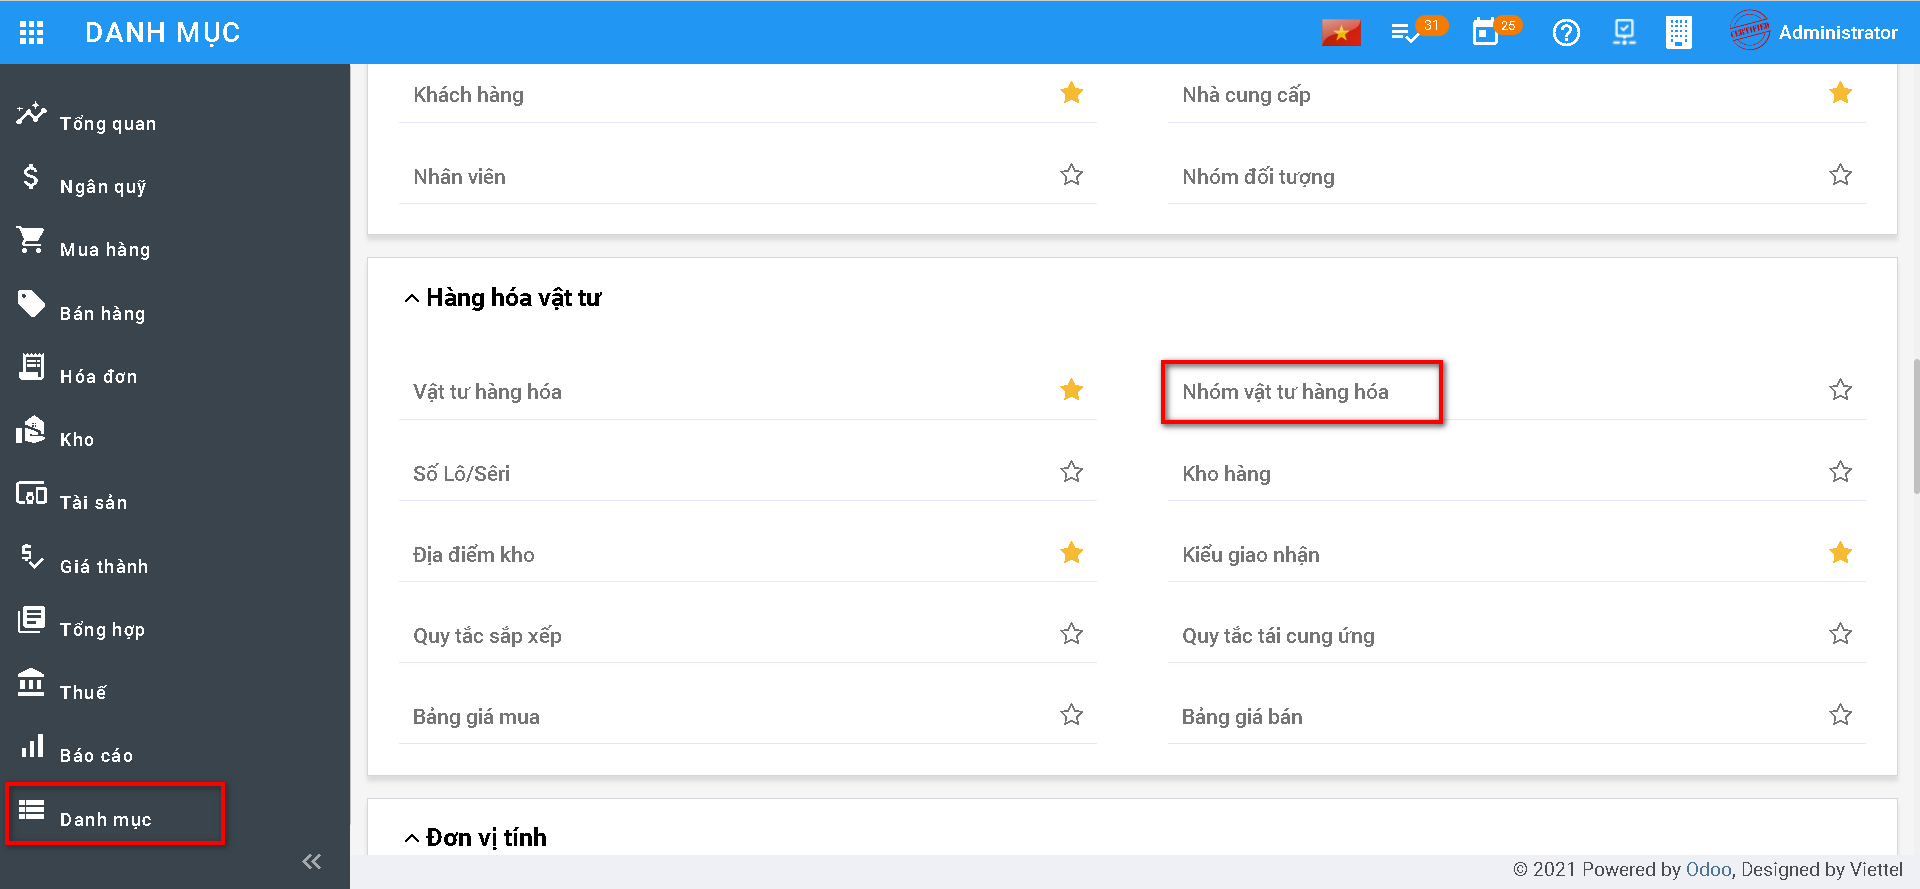 DANH MỤC
31
25
CERTIFIED
Administrator
Tổng quan
Ngân quỹ
Mua hàng
Bán hàng
Hóa đơn
Kho
Tài sản
Giá thành
Tổng hợp
Thuế
Báo cáo
Danh mục
Khách hàng
Nhà cung cấp
Nhân viên
Nhóm đối tượng
Hàng hóa vật tư
Vật tư hàng hóa
Nhóm vật tư hàng hóa
Số Lô/Sêri
Kho hàng
Địa điểm kho
Kiểu giao nhận
Quy tắc sắp xếp
Quy tắc tái cung ứng
Bảng giá mua
Bảng giá bán
Đơn vị tính
© 2021 Powered by Odoo, Designed by Viettel